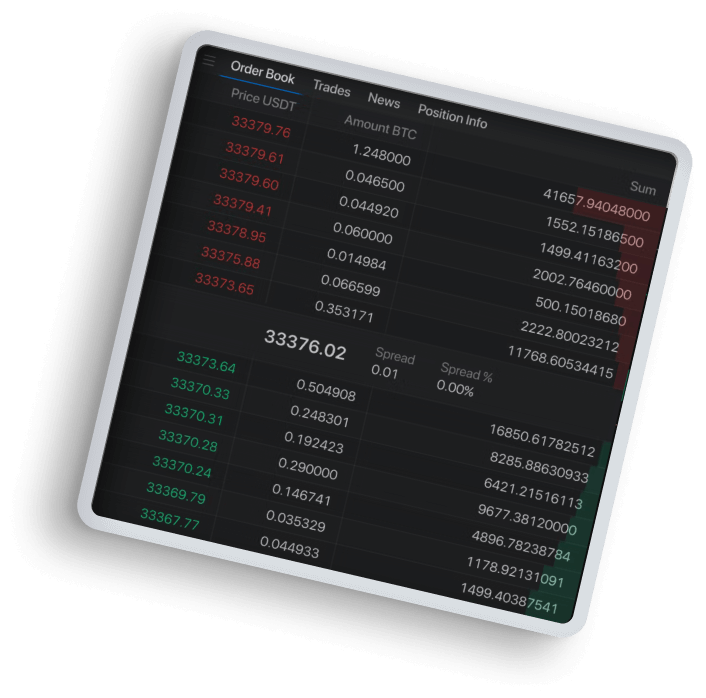 Order Book Trades News Position Info
Price USDT Amount BTC Sum
33379.76 1.248000 41657.94048000
33379.61 0.046500 1552.15186500
33379.60 0.044920 1499.41163200
33379.41 0.060000 2002.76460000
33378.95 0.014984 500.15018680
33375.88 0.066599 2222.80023212
33373.65 0.353171 11768.60534415
33376.02 Spread 0.01 Spread % 0.00%
33373.64 0.504908 16850.61782512
33370.33 0.248301 8285.88630933
33370.31 0.192423 6421.21516113
33370.28 0.290000 9677.38120000
33370.24 0.146741 4896.78238784
33369.79 0.035329 1178.92131091
33367.77 0.044933 1499.40387541